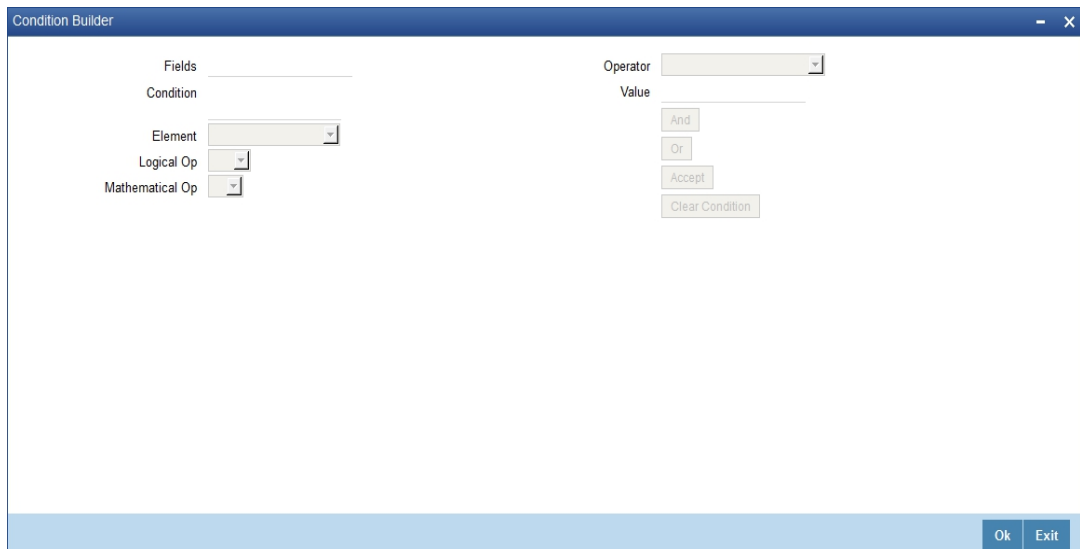 Condition Builder
Fields
Condition
Element
Logical Op
Mathematical Op
Operator
Value
And
Or
Accept
Clear Condition
Ok
Exit